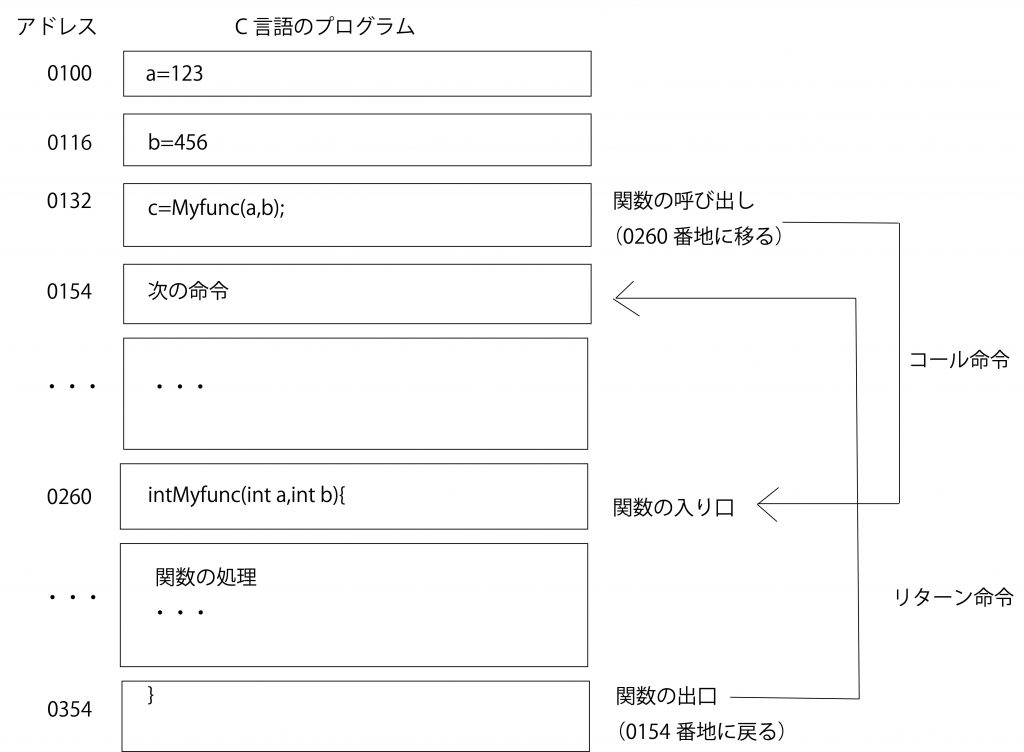 アドレス C 言語のプログラム
0100 a=123
0116 b=456
0132 c=Myfunc(a,b); 関数の呼び出し
（0260 番地に移る）
0154 次の命令
コール命令
・・・ ・・・
0260 intMyfunc(int a,int b){ 関数の入り口
関数の処理
・・・ ・・・ リターン命令
0354 } 関数の出口
（0154 番地に戻る）